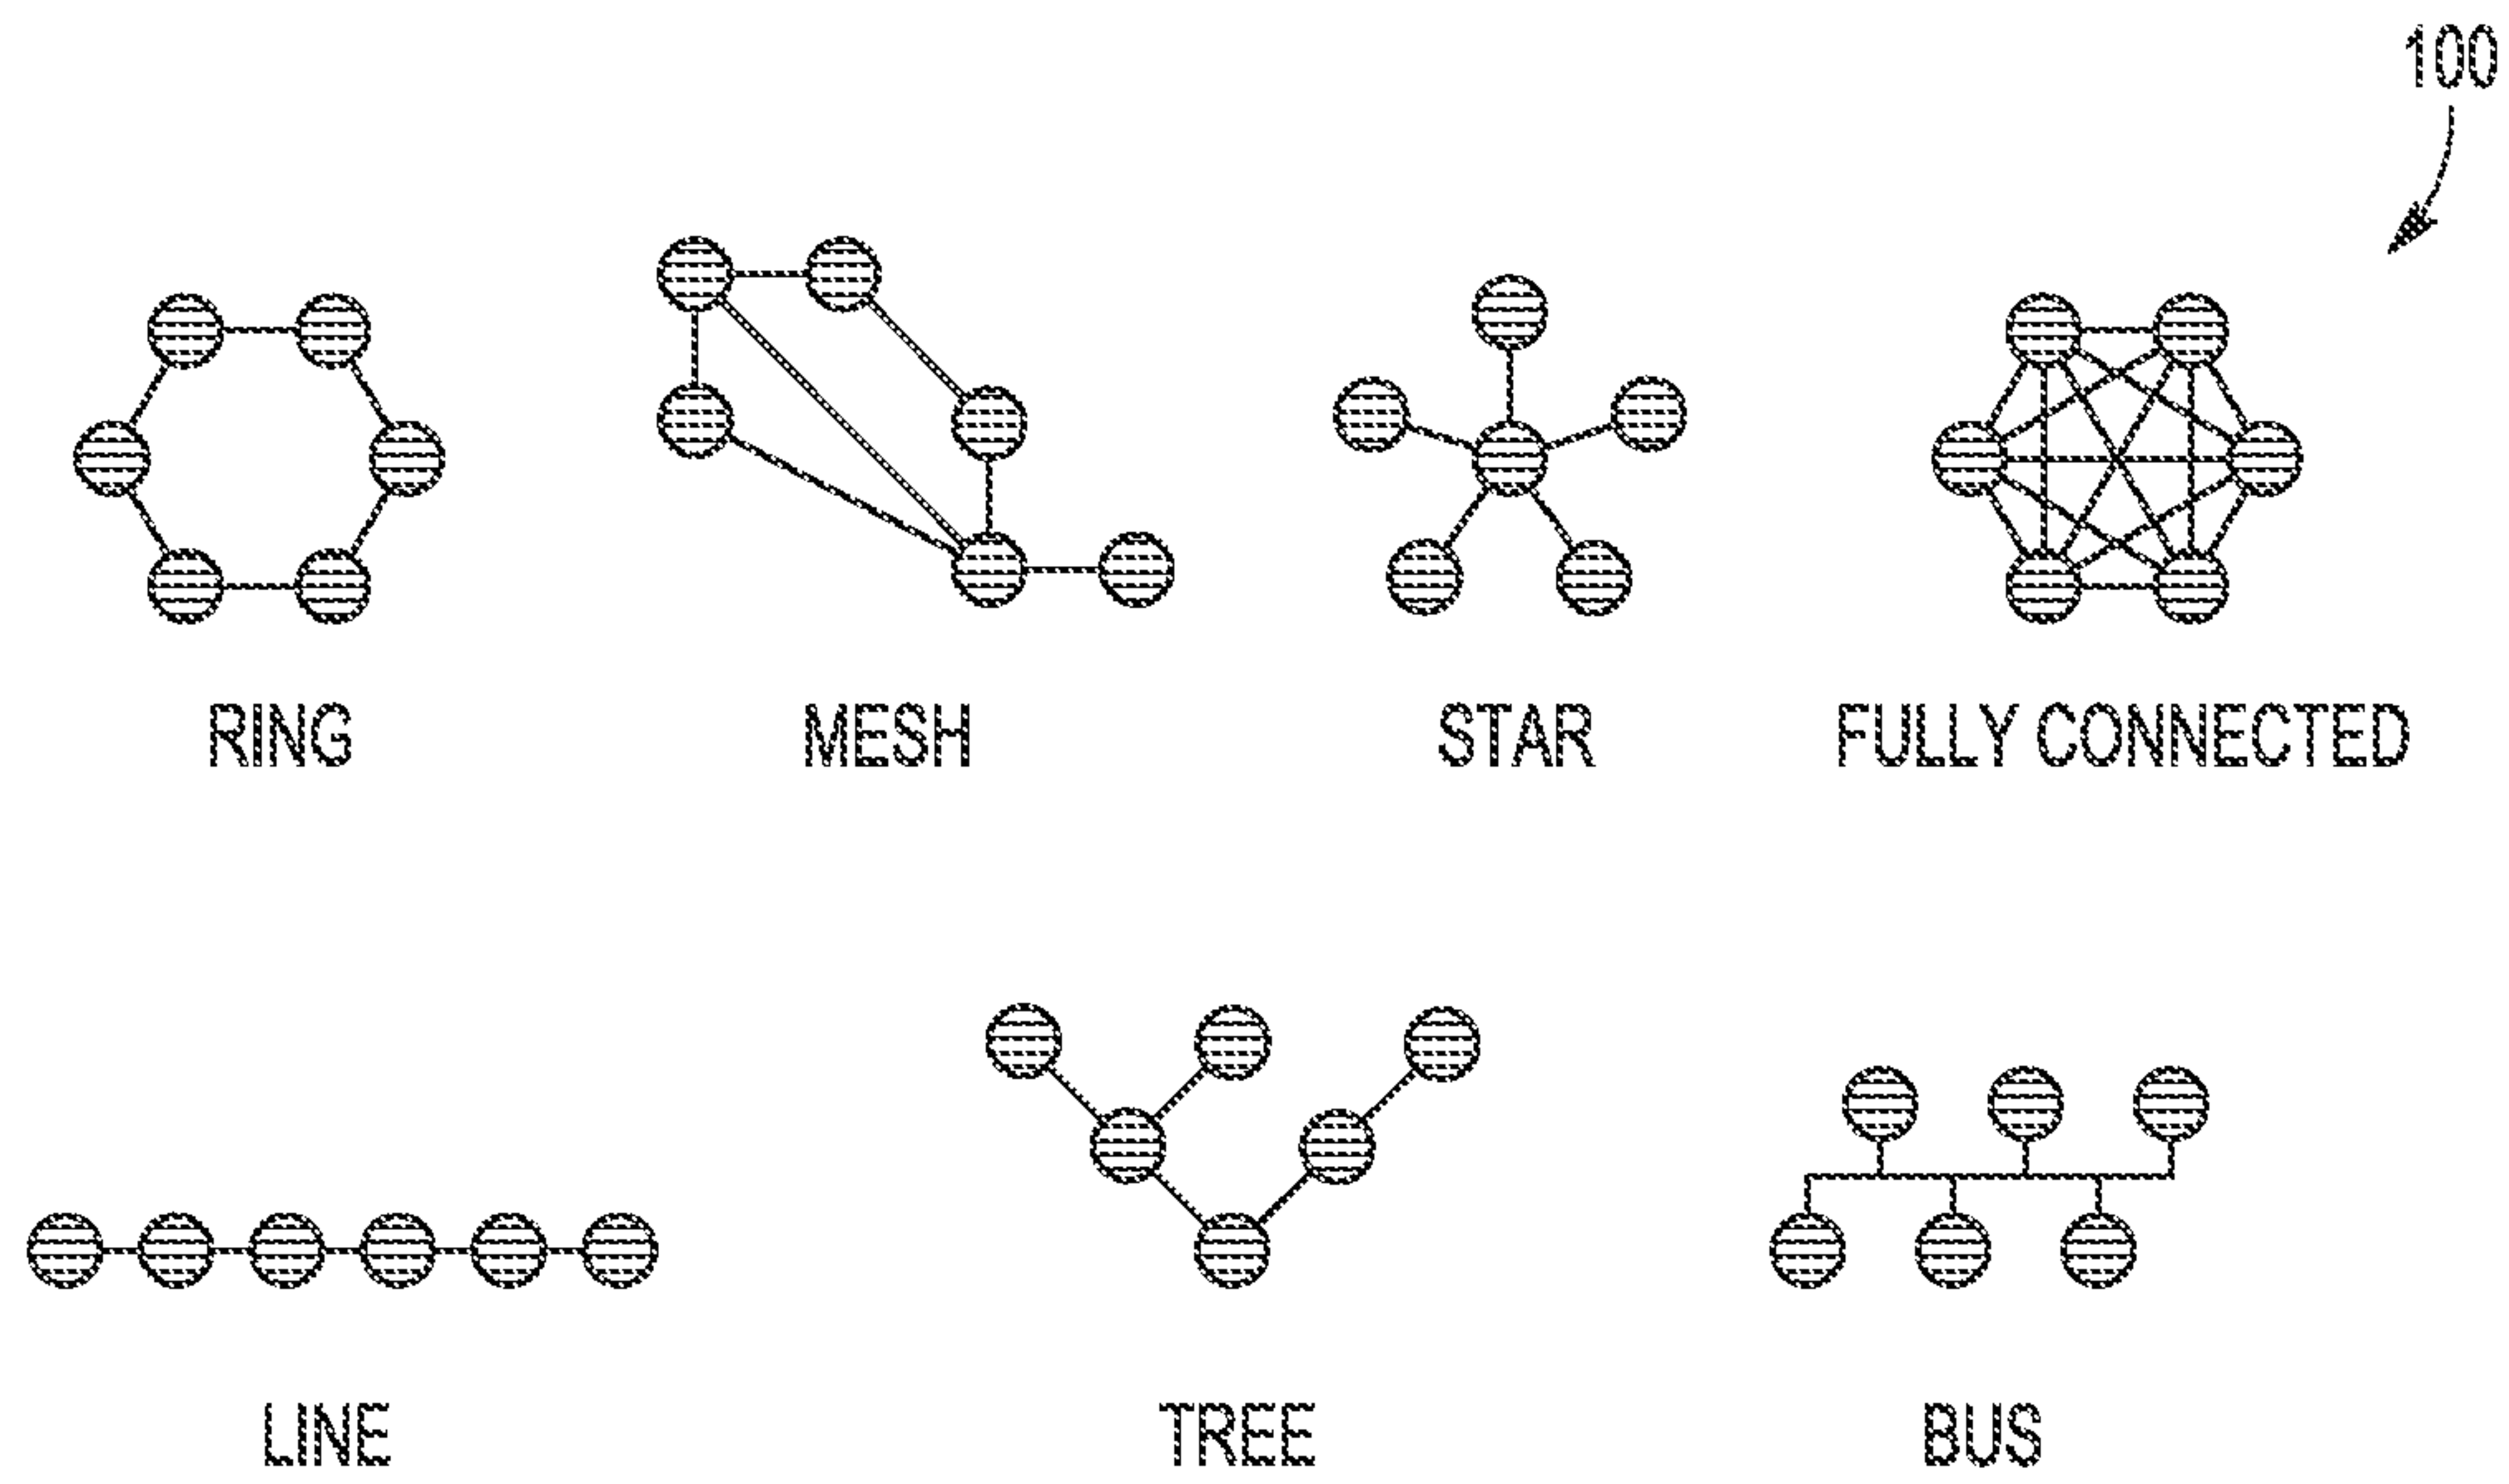 100
RING
MESH
STAR
FULLY CONNECTED
LINE
TREE
BUS